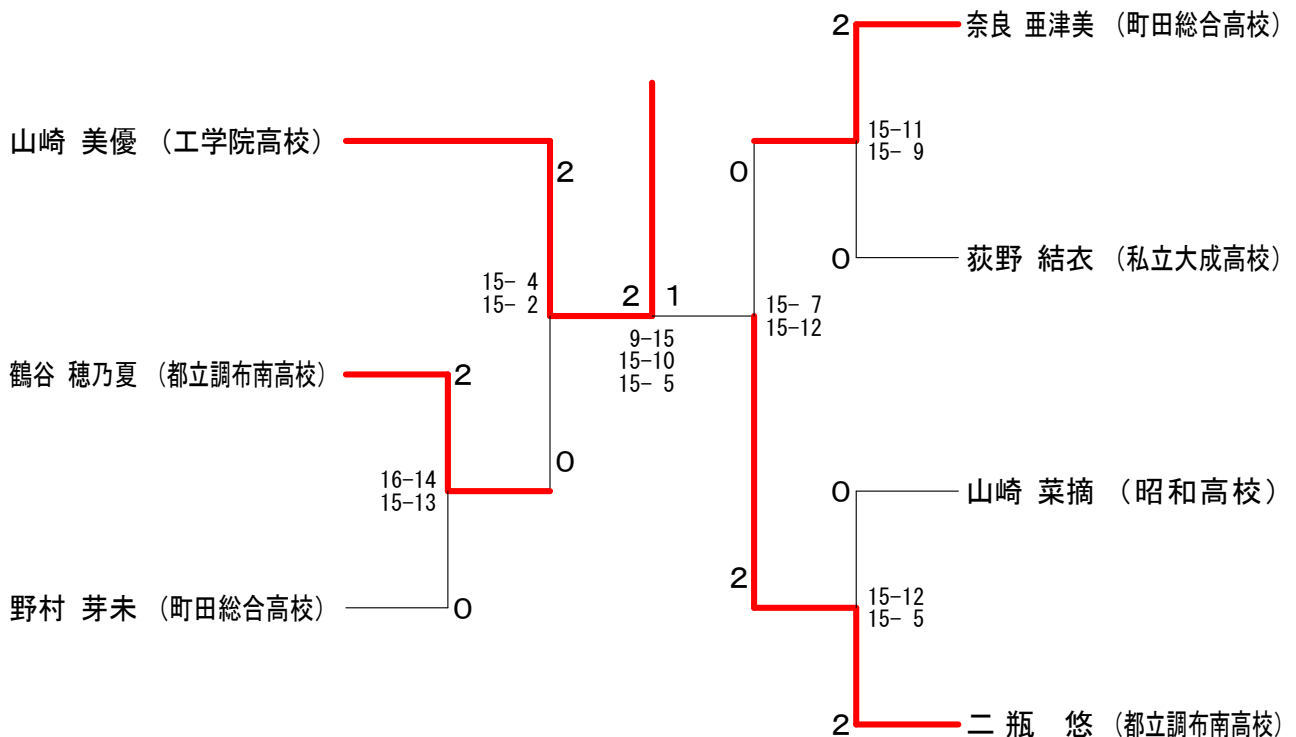 2 奈良 亜津美 (町田総合高校)
山崎 美優 (工学院高校)
15-11
15- 9
2
0
0 荻野 結衣 (私立大成高校)
15- 4
15- 2
2 1
15- 7
15-12
9-15
15-10
15- 5
鶴谷 穂乃夏 (都立調布南高校) 2
0
16-14
15-13
0 山崎 菜摘 (昭和高校)
2
野村 芽未 (町田総合高校) 0
15-12
15- 5
2 二瓶 悠 (都立調布南高校)